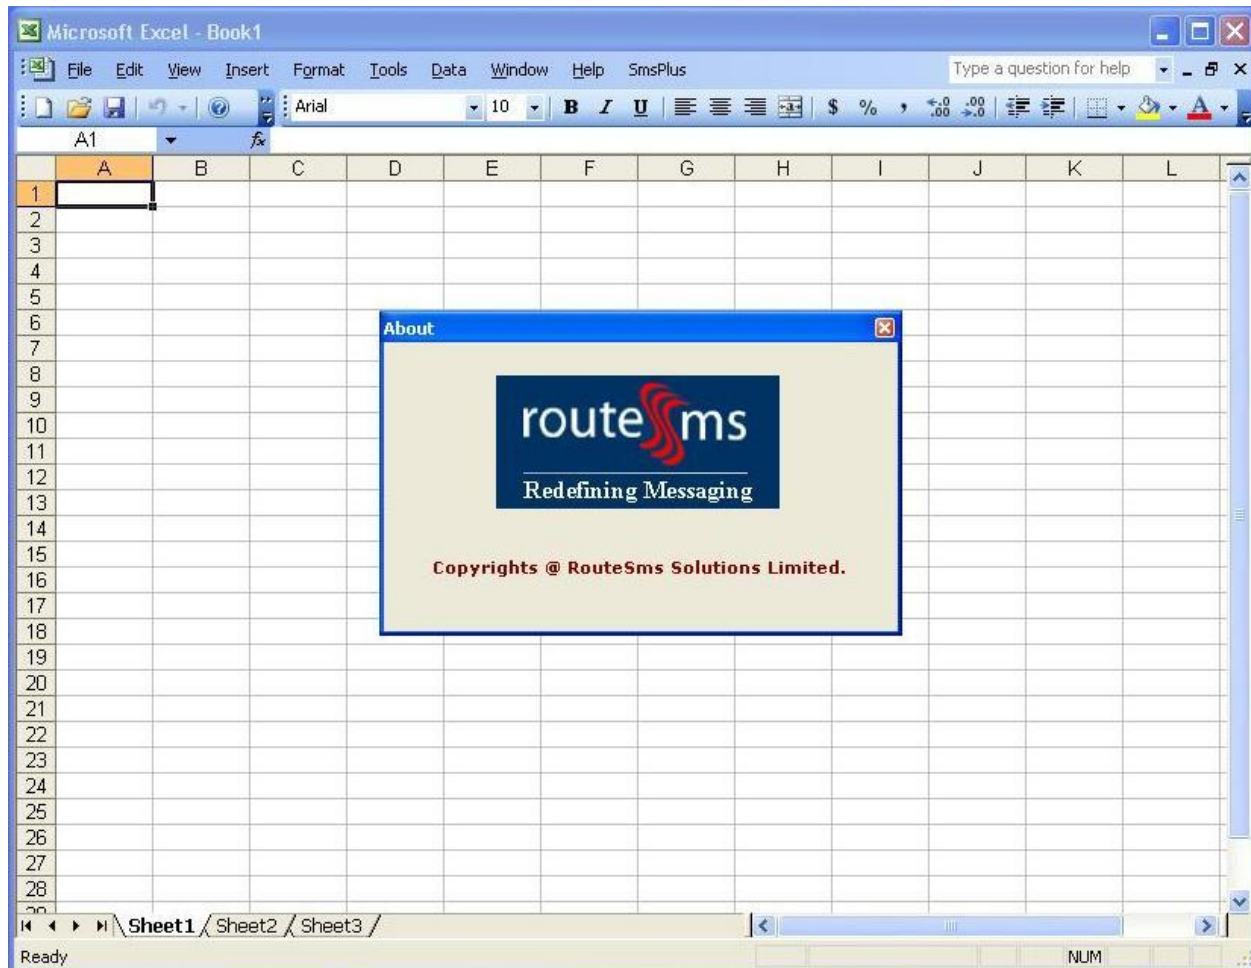 Microsoft Excel - Book1
File Edit View Insert Format Tools Data Window Help SmsPlus Type a question for help
Arial 10 B I U $ % , .00 .00 A
A1 fx
A B C D E F G H I J K L
1
2
3
4
5
6
7
8
9
10
11
12
13
14
15
16
17
18
19
20
21
22
23
24
25
26
27
28
About
routeSms
Redefining Messaging
Copyrights @ RouteSms Solutions Limited.
Sheet1 Sheet2 Sheet3
Ready NUM